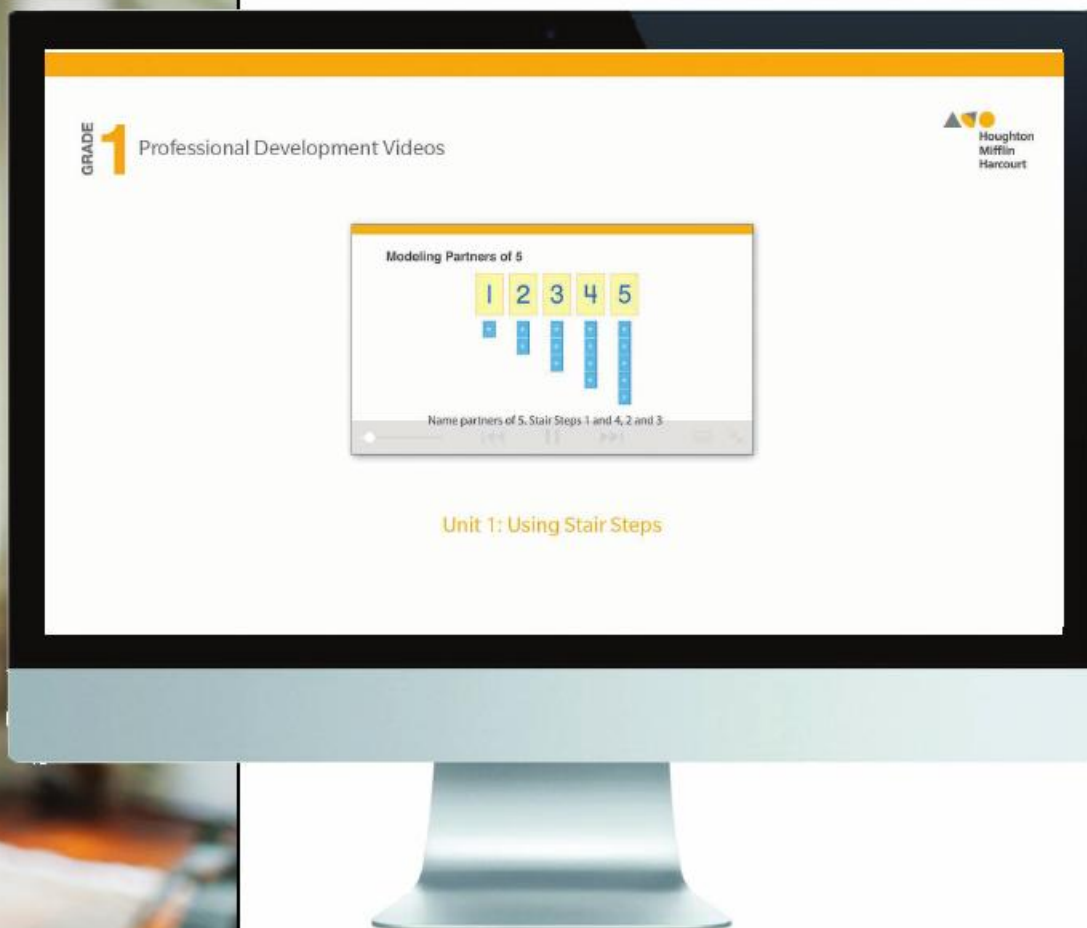 GRADE
1 Professional Development Videos
Houghton
Mifflin
Harcourt
Modeling Partners of 5
1 2 3 4 5
Name partners of 5. Stair Steps 1 and 4, 2 and 3
Unit 1: Using Stair Steps